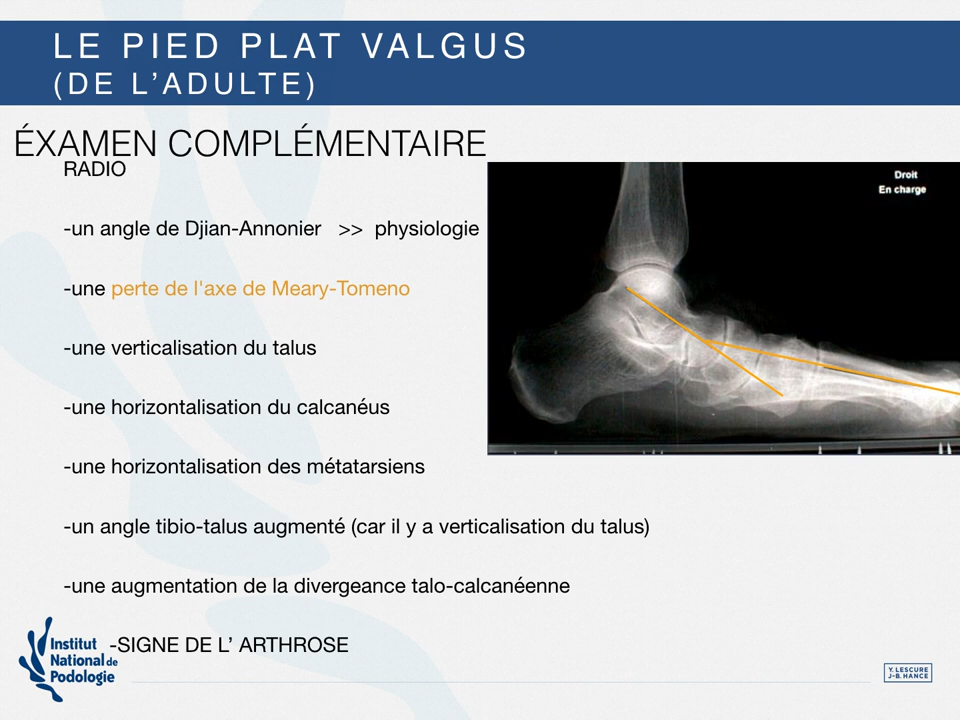 LE PIED PLAT VALGUS
(DE L’ADULTE)
ÉXAMEN COMPLÉMENTAIRE
RADIO
Droit
En charge
-un angle de Djian-Annonier >> physiologie
-une perte de l'axe de Meary-Tomeno
-une verticalisation du talus
-une horizontalisation du calcanéus
-une horizontalisation des métatarsiens
-un angle tibio-talus augmenté (car il y a verticalisation du talus)
-une augmentation de la divergeance talo-calcanéenne
-SIGNE DE L’ ARTHROSE
Institut
National de
Podologie
Y. LESCURE
J-B. HANCE